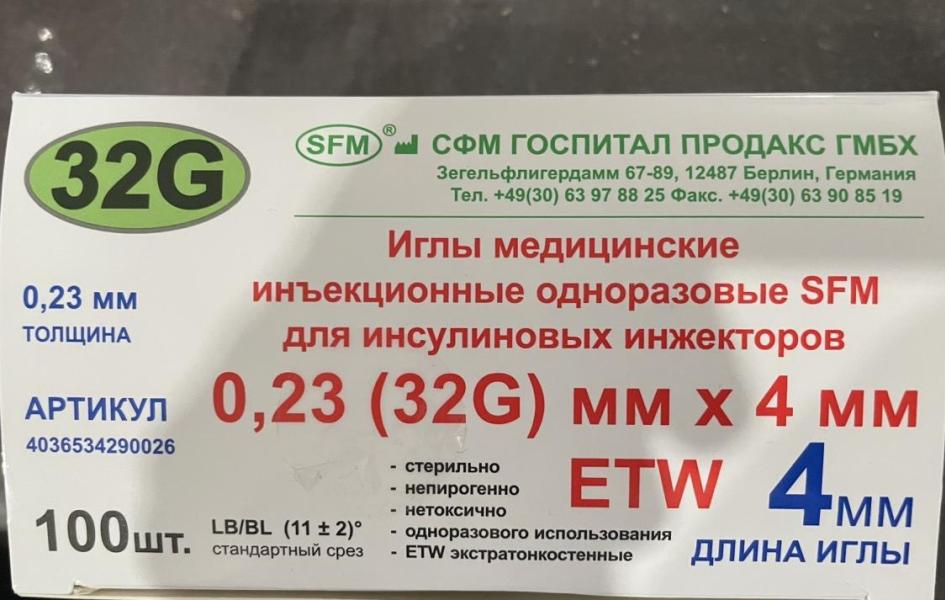 32G
SFM® СФМ ГОСПИТАЛ ПРОДАКС ГМБХ
Зегельфлигердамм 67-89, 12487 Берлин, Германия
Тел. +49(30) 63 97 88 25 Факс. +49(30) 63 90 85 19
Иглы медицинские
инъекционные одноразовые SFM
для инсулиновых инжекторов
0,23 мм
ТОЛЩИНА
0,23 (32G) мм x 4 мм
АРТИКУЛ
4036534290026
ETW
4мм
ДЛИНА ИГЛЫ
- стерильно
- непирогенно
- нетоксично
- одноразового использования
- ETW экстратонкостенные
100шт.
LB/BL (11 ± 2)°
стандартный срез